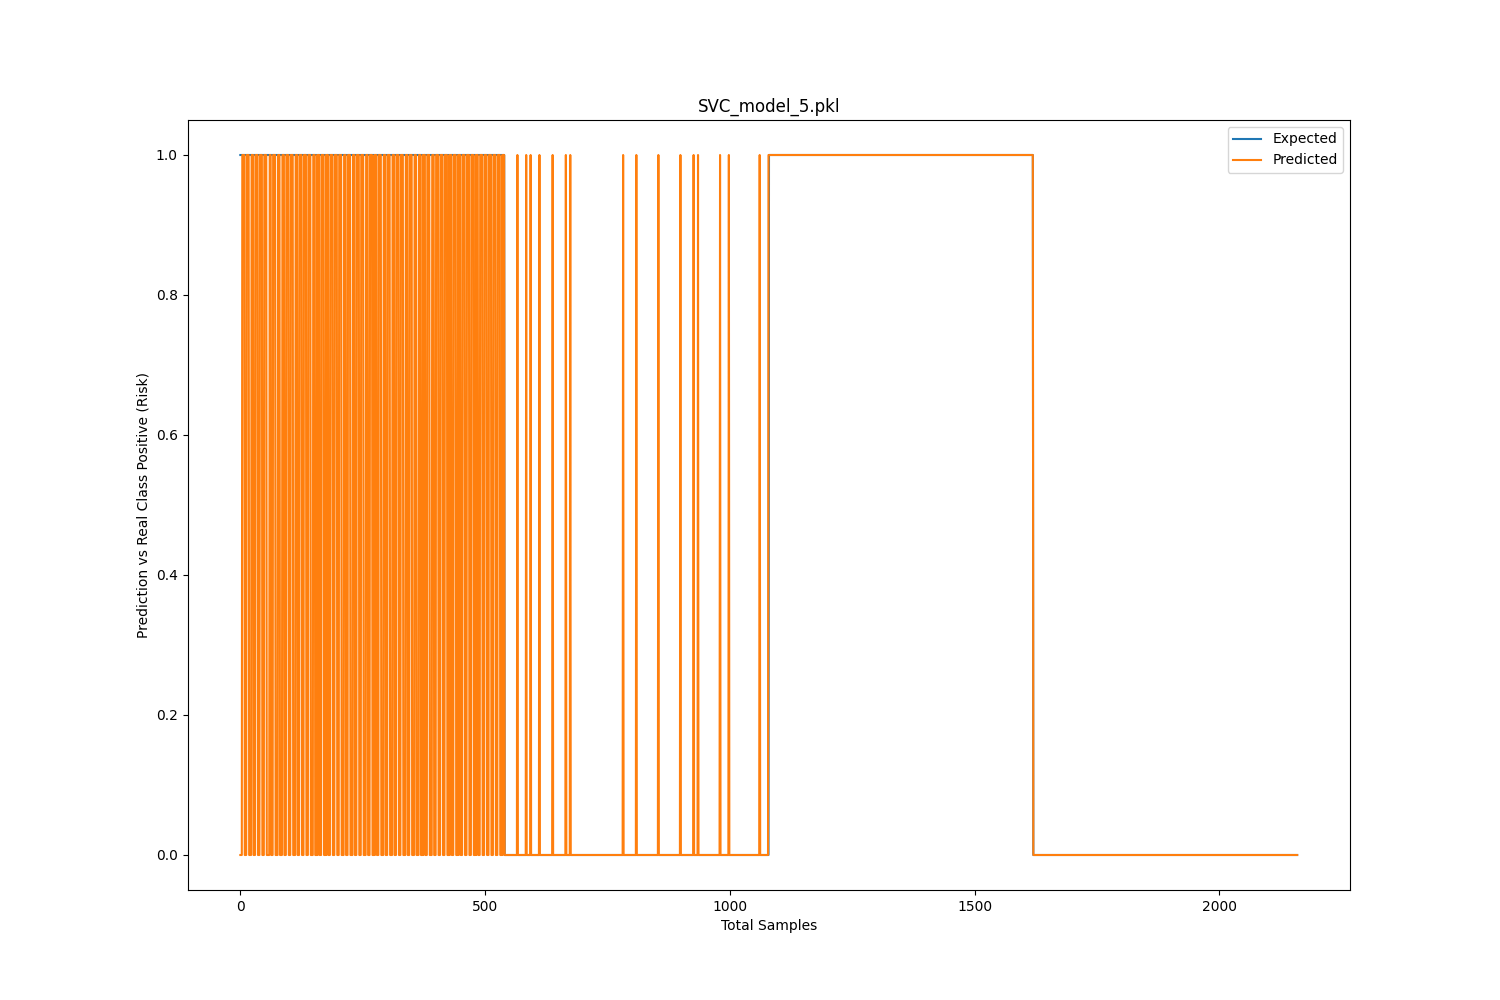 SVC_model_5.pkl
Expected
Predicted
Prediction vs Real Class Positive (Risk)
1.0
0.8
0.6
0.4
0.2
0.0
0
500
1000
1500
2000
Total Samples